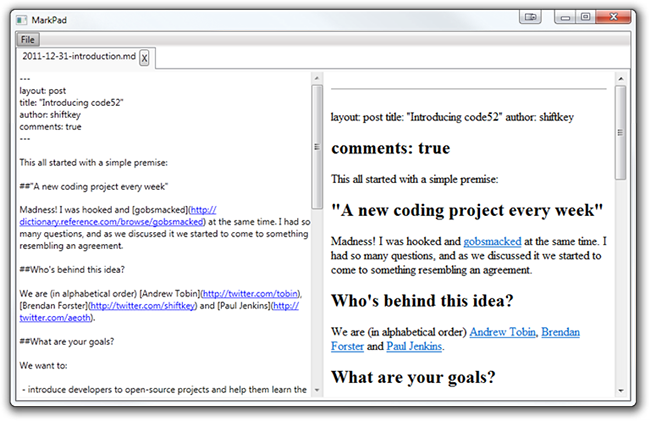 MarkPad
File
2011-12-31-introduction.md X
---
layout: post
title: "Introducing code52"
author: shiftkey
comments: true
---
This all started with a simple premise:
##"A new coding project every week"
Madness! I was hooked and [gobsmacked](http://
dictionary.reference.com/browse/gobsmacked) at the same time. I had so
many questions, and as we discussed it we started to come to something
resembling an agreement.
##Who's behind this idea?
We are (in alphabetical order) [Andrew Tobin](http://twitter.com/tobin),
[Brendan Forster](http://twitter.com/shiftkey) and [Paul Jenkins](http://
twitter.com/aeoth).
##What are your goals?
We want to:
- introduce developers to open-source projects and help them learn the
layout: post title: "Introducing code52" author: shiftkey
comments: true
This all started with a simple premise:
"A new coding project every week"
Madness! I was hooked and gobsmacked at the same time. I
had so many questions, and as we discussed it we started to
come to something resembling an agreement.
Who's behind this idea?
We are (in alphabetical order) Andrew Tobin, Brendan
Forster and Paul Jenkins.
What are your goals?